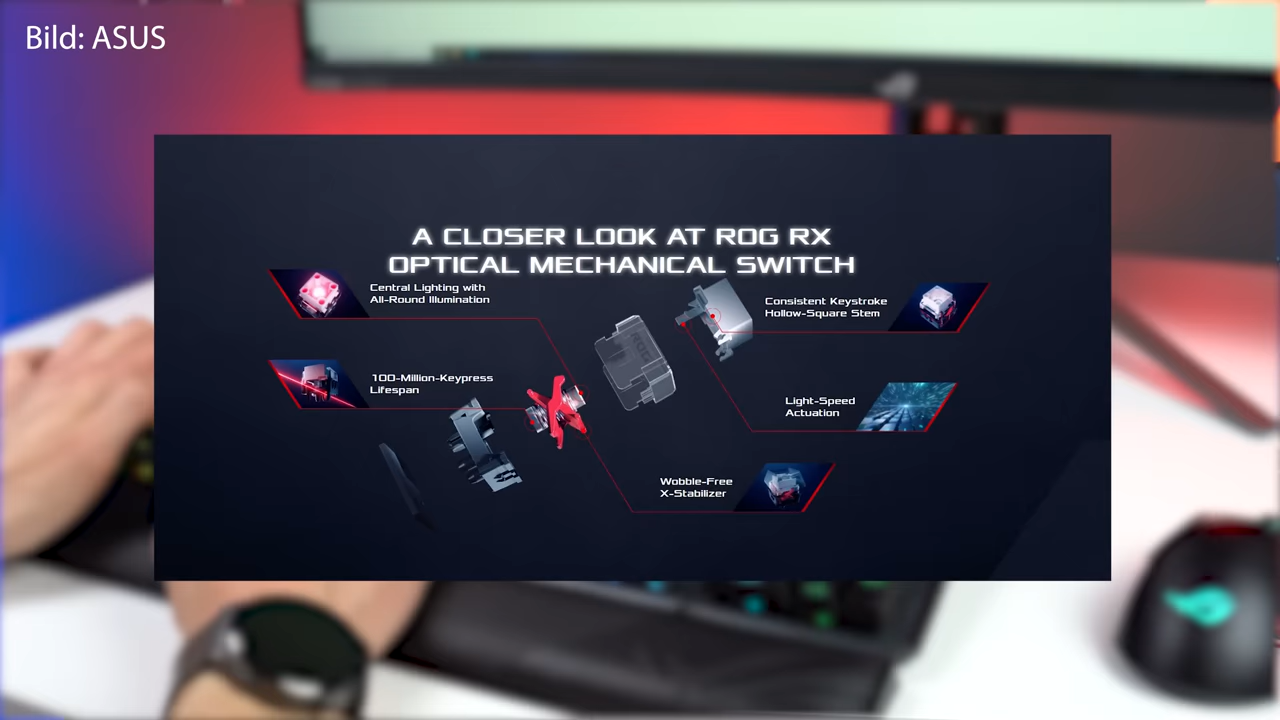 Bild: ASUS
A CLOSER LOOK AT ROG RX
OPTICAL MECHANICAL SWITCH
Central Lighting with
All-Round Illumination
Consistent Keystroke
Hollow-Square Stem
100-Million-Keypress
Lifespan
Light-Speed
Actuation
Wobble-Free
X-Stabilizer
ROG